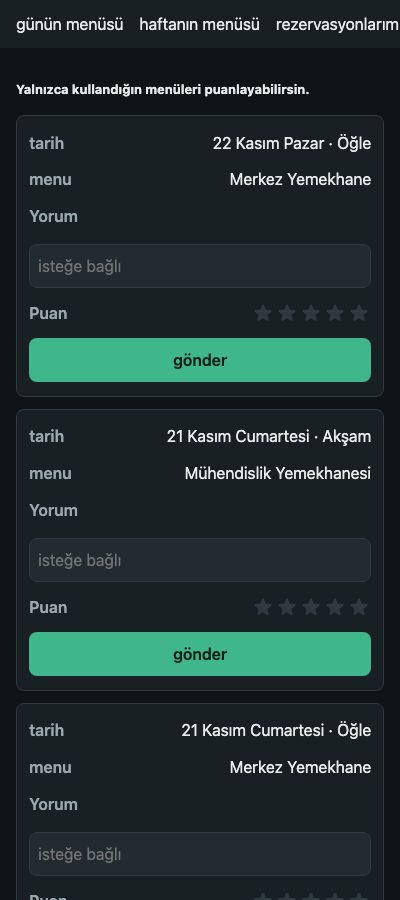 günün menüsü haftanın menüsü rezervasyonlarım
Yalnızca kullandığın menüleri puanlayabilirsin.
tarih 22 Kasım Pazar · Öğle
menu Merkez Yemekhane
Yorum
isteğe bağlı
Puan
gönder
tarih 21 Kasım Cumartesi · Akşam
menu Mühendislik Yemekhanesi
Yorum
isteğe bağlı
Puan
gönder
tarih 21 Kasım Cumartesi · Öğle
menu Merkez Yemekhane
Yorum
isteğe bağlı
Puan